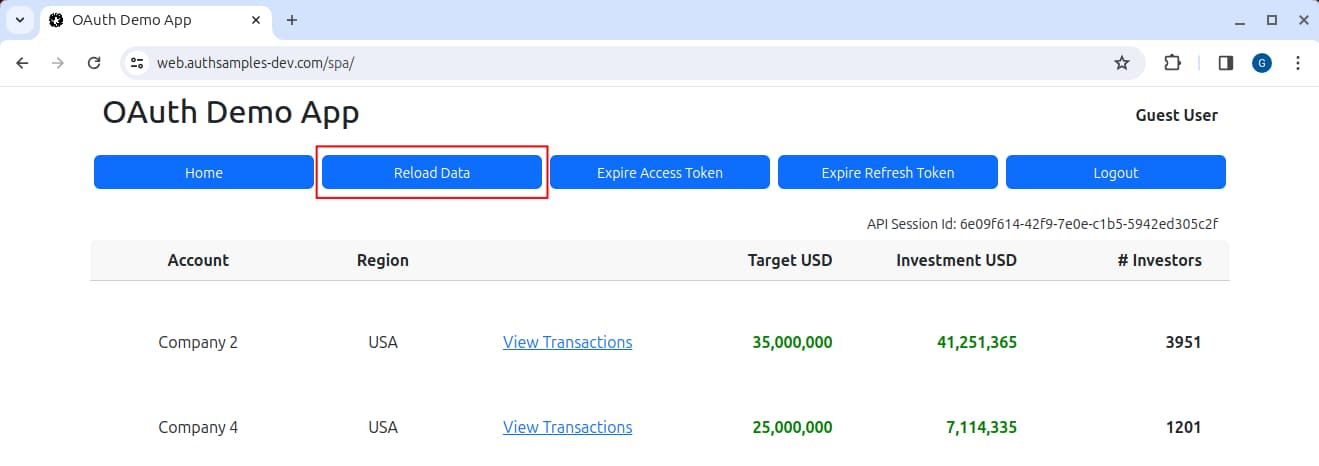 OAuth Demo App
web.authsamples-dev.com/spa/
G
OAuth Demo App
Guest User
Home Reload Data Expire Access Token Expire Refresh Token Logout
API Session Id: 6e09f614-42f9-7e0e-c1b5-5942ed305c2f
Account Region Target USD Investment USD # Investors
Company 2 USA View Transactions 35,000,000 41,251,365 3951
Company 4 USA View Transactions 25,000,000 7,114,335 1201